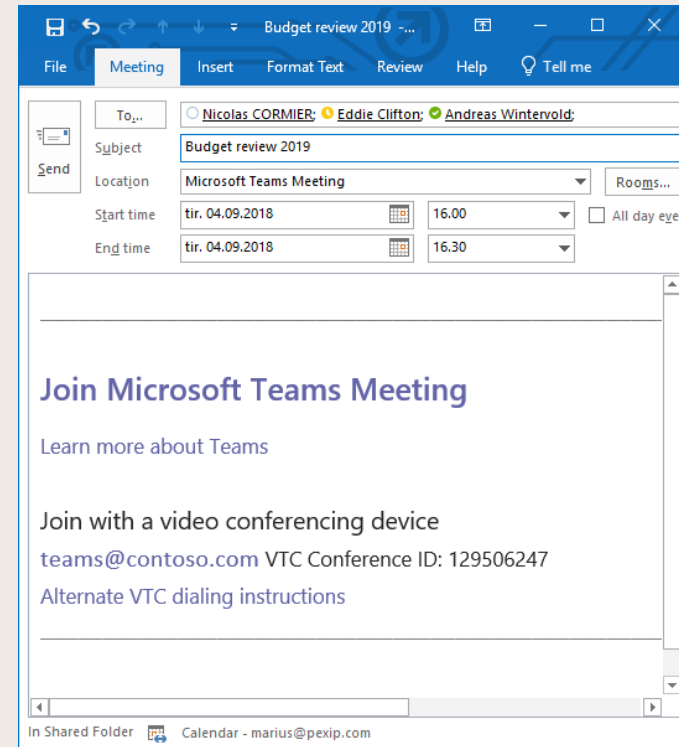 Budget review 2019 -...
File Meeting Insert Format Text Review Help Tell me
To... Nicolas CORMIER; Eddie Clifton; Andreas Wintervold;
Send
Subject Budget review 2019
Location Microsoft Teams Meeting Rooms...
Start time tir. 04.09.2018 16.00 All day eve
End time tir. 04.09.2018 16.30
Join Microsoft Teams Meeting
Learn more about Teams
Join with a video conferencing device
teams@contoso.com VTC Conference ID: 129506247
Alternate VTC dialing instructions
In Shared Folder Calendar - marius@pexip.com